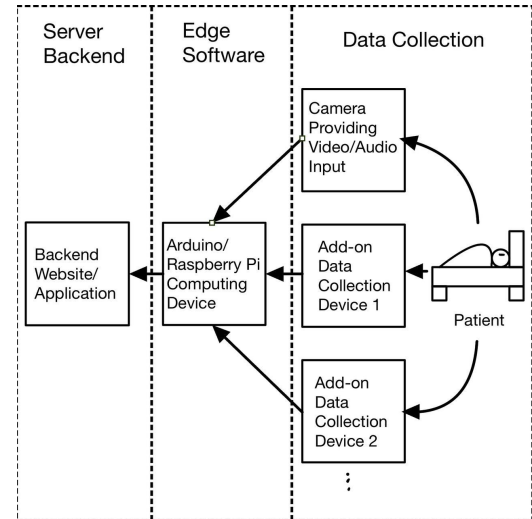 Server
Backend
Edge
Software
Data Collection
Camera
Providing
Video/Audio
Input
Backend
Website/
Application
Arduino/
Raspberry Pi
Computing
Device
Add-on
Data
Collection
Device 1
Patient
Add-on
Data
Collection
Device 2